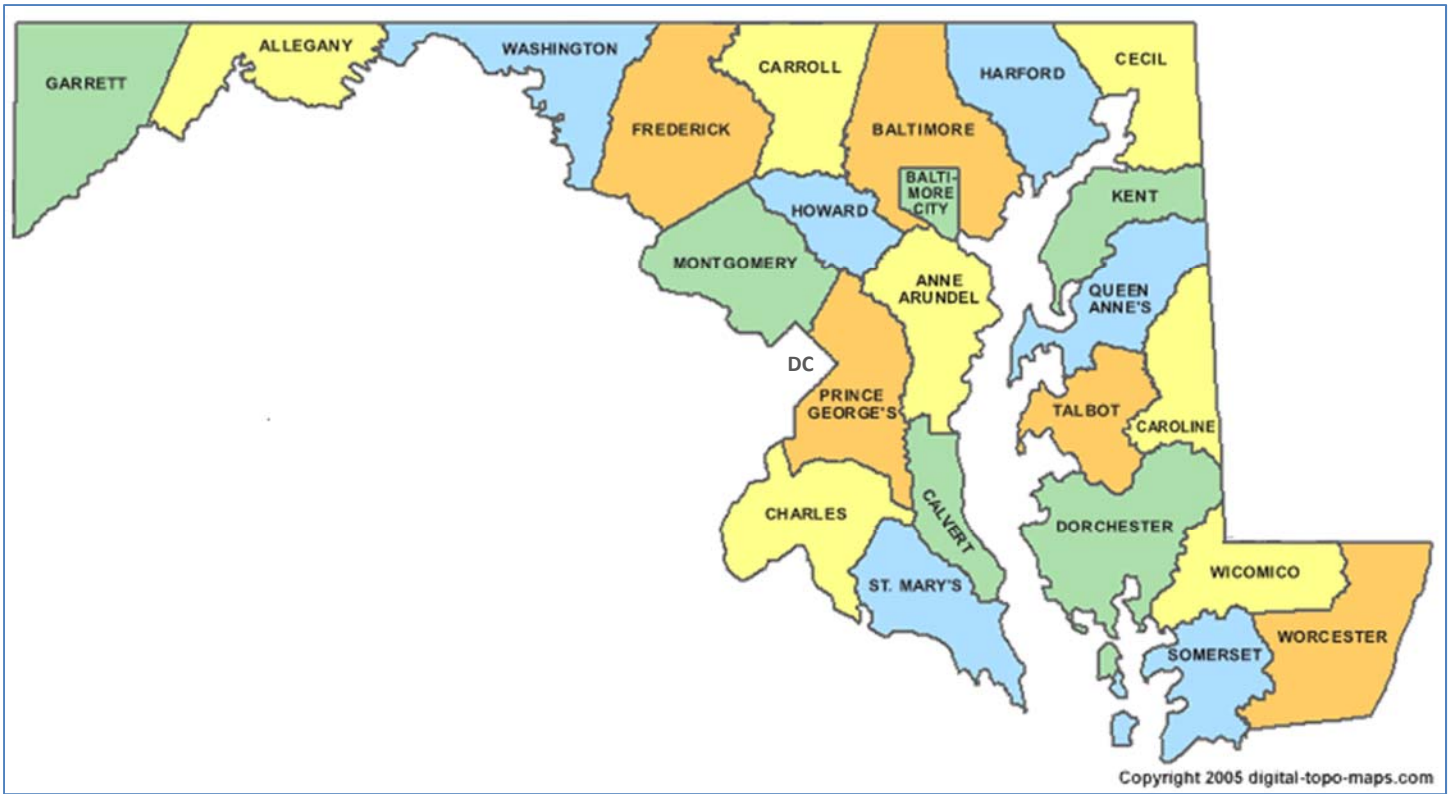 GARRETT
ALLEGANY
WASHINGTON
FREDERICK
CARROLL
BALTIMORE
HARFORD
CECIL
BALTI-
MORE
CITY
KENT
HOWARD
MONTGOMERY
ANNE
ARUNDEL
QUEEN
ANNE'S
DC
PRINCE
GEORGE'S
TALBOT
CAROLINE
CHARLES
CALVERT
DORCHESTER
ST. MARY'S
WICOMICO
SOMERSET
WORCESTER
Copyright 2005 digital-topo-maps.com